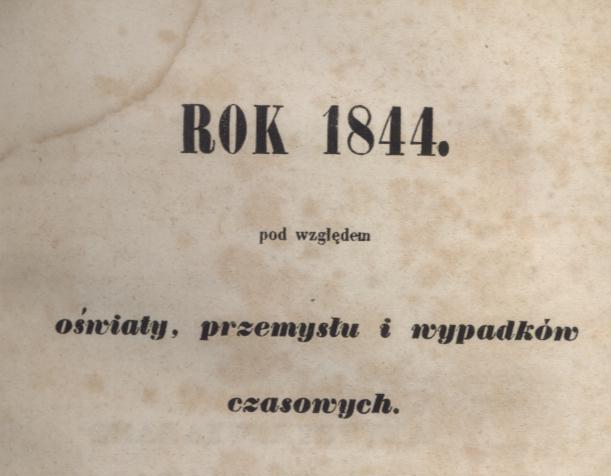 ROK 1844.
pod względem
oświaty, przemysłu i wypadków
czasowych.